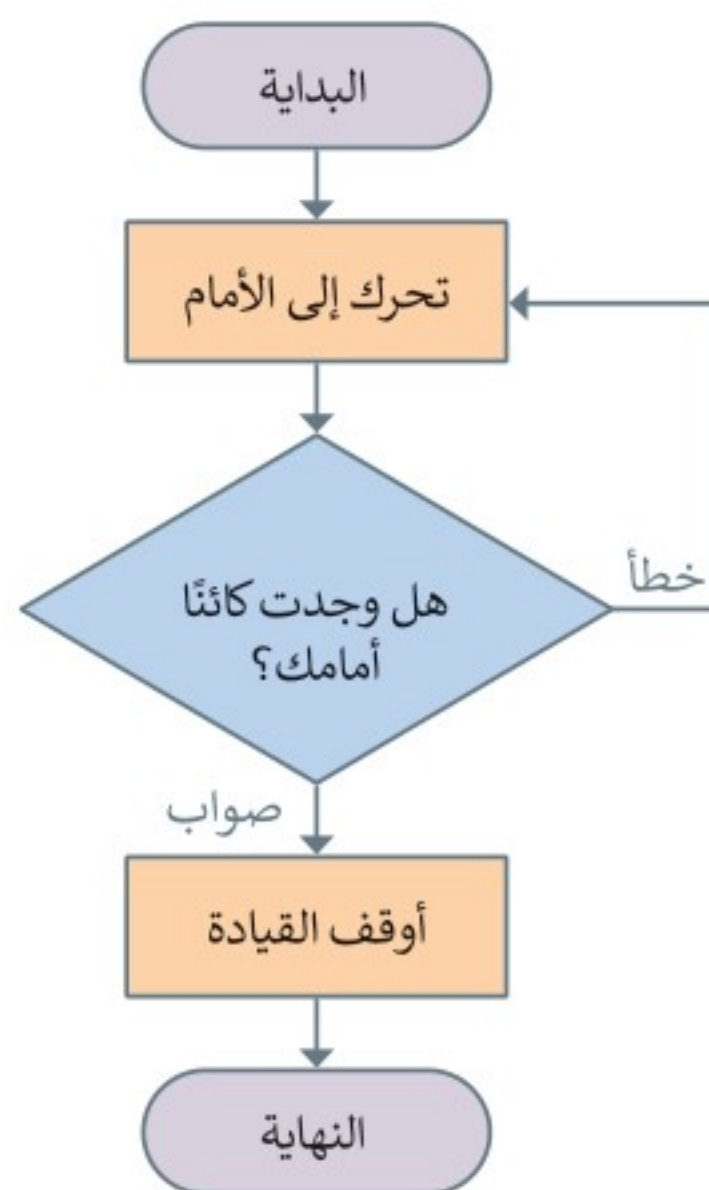 البداية
تحرك إلى الأمام
هل وجدت كائنًا
أمامك؟
خطأ
صواب
أوقف القيادة
النهاية